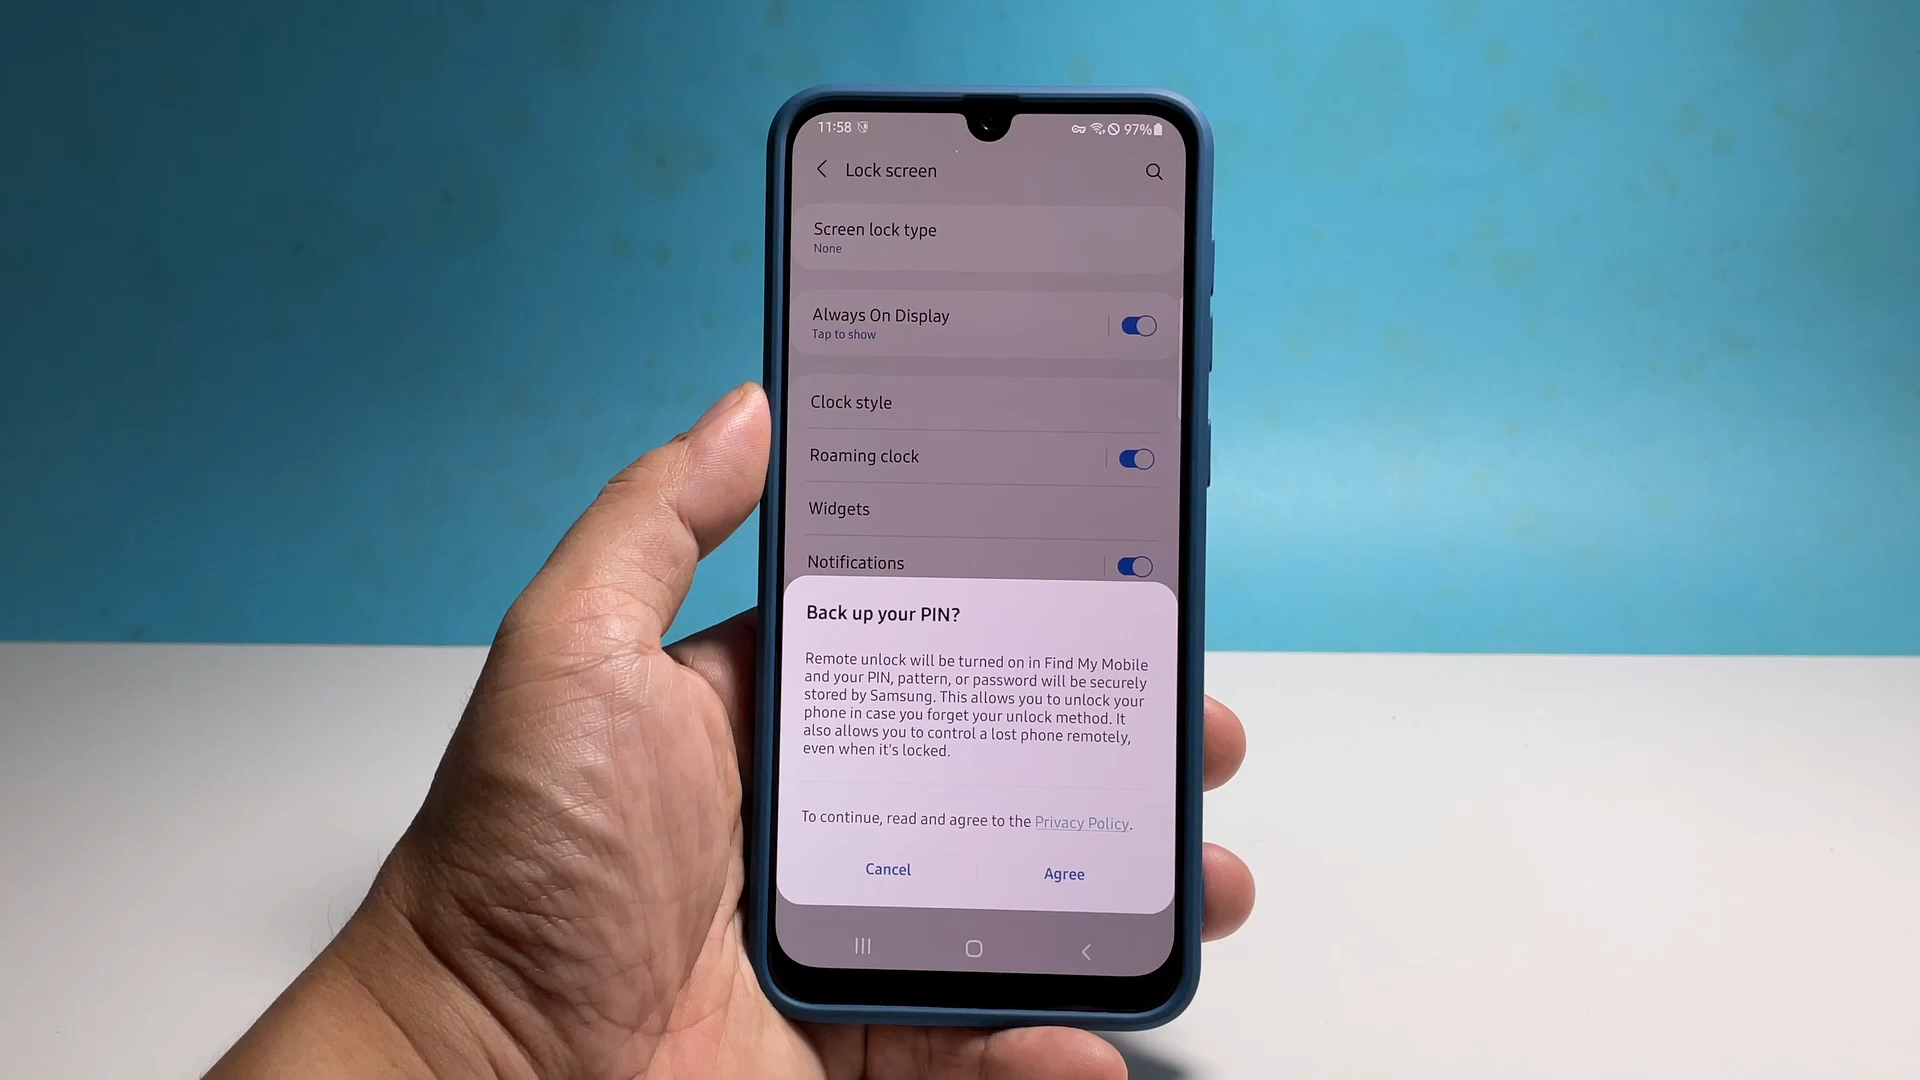 11:58 97%
Lock screen
Screen lock type
None
Always On Display
Tap to show
Clock style
Roaming clock
Widgets
Notifications
Back up your PIN?
Remote unlock will be turned on in Find My Mobile
and your PIN, pattern, or password will be securely
stored by Samsung. This allows you to unlock your
phone in case you forget your unlock method. It
also allows you to control a lost phone remotely,
even when it's locked.
To continue, read and agree to the Privacy Policy.
Cancel Agree